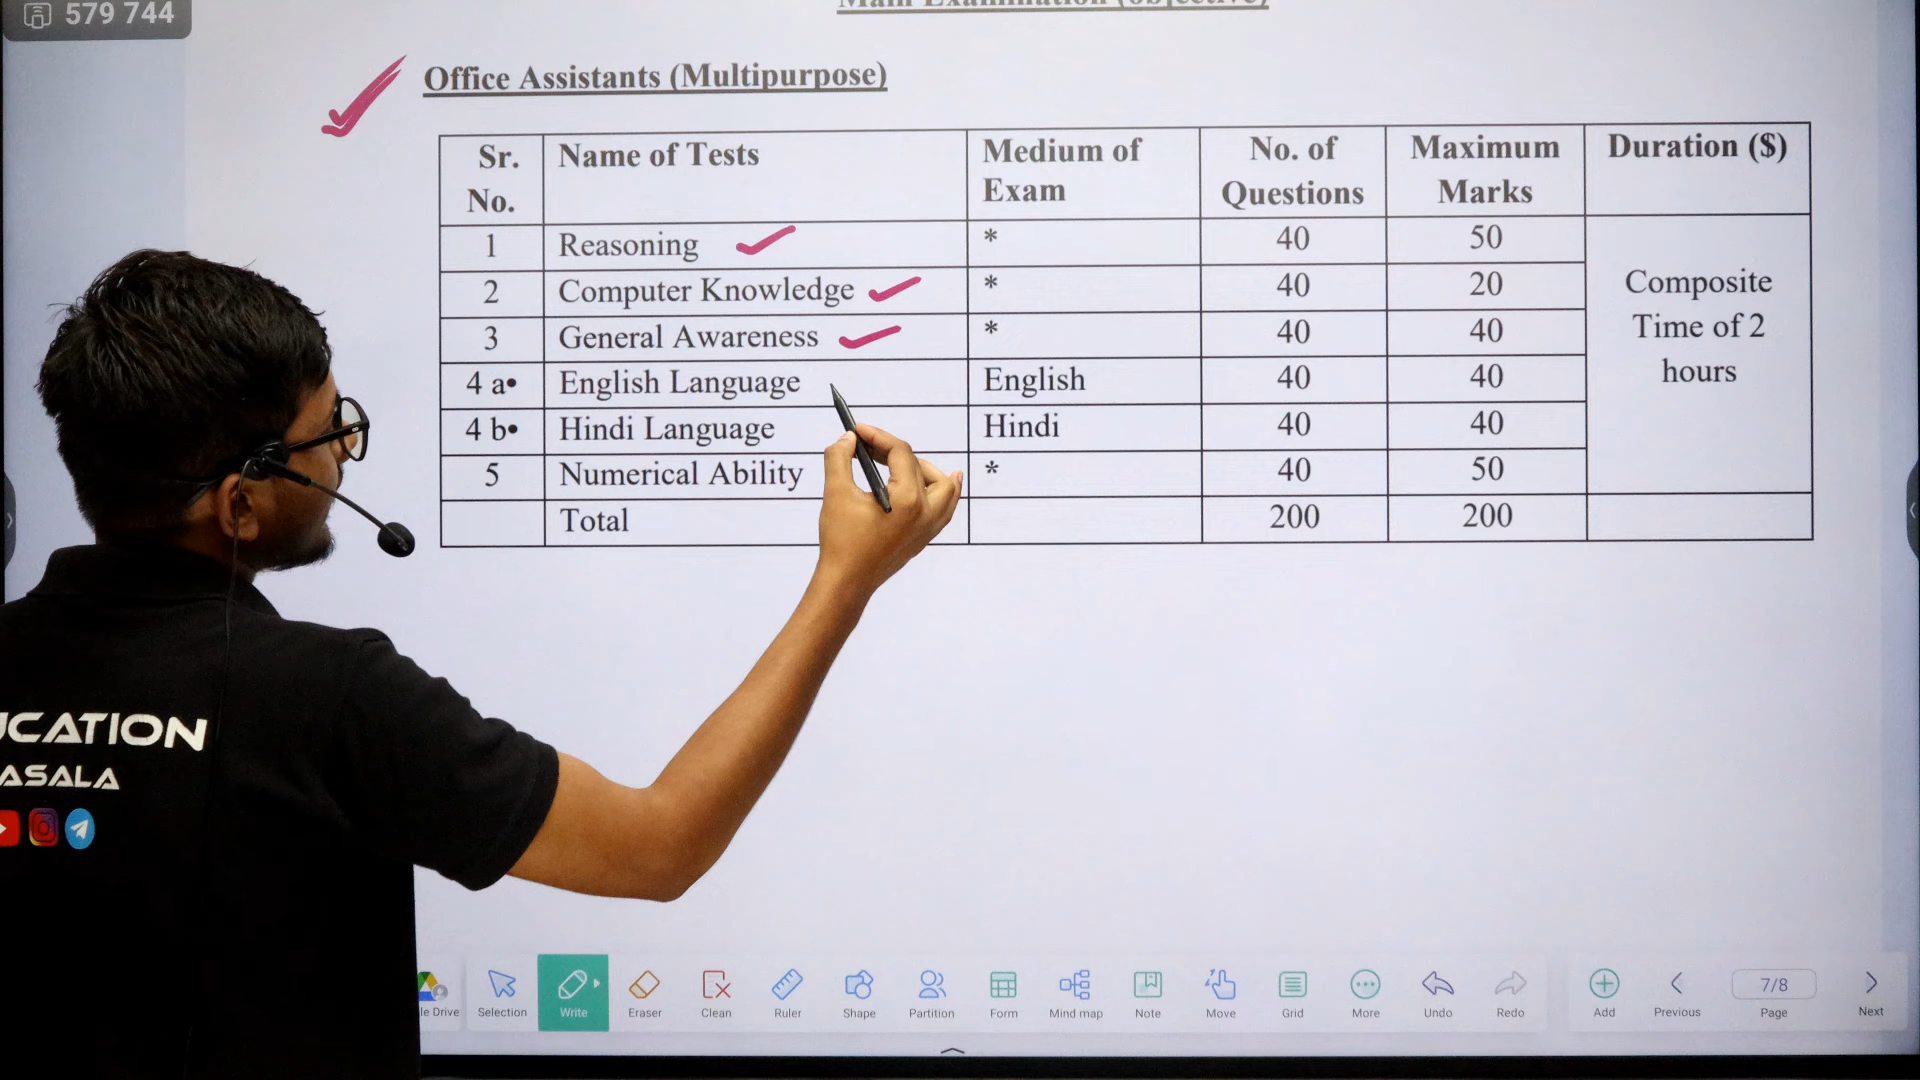 579 744
Main Examination (objective)
Office Assistants (Multipurpose)
Sr. No. Name of Tests Medium of Exam No. of Questions Maximum Marks Duration ($)
1 Reasoning * 40 50 Composite Time of 2 hours
2 Computer Knowledge * 40 20
3 General Awareness * 40 40
4 a• English Language English 40 40
4 b• Hindi Language Hindi 40 40
5 Numerical Ability * 40 50
Total 200 200
UCATION
ASALA
le Drive Selection Write Eraser Clean Ruler Shape Partition Form Mind map Note Move Grid More Undo Redo Add Previous 7/8 Page Next